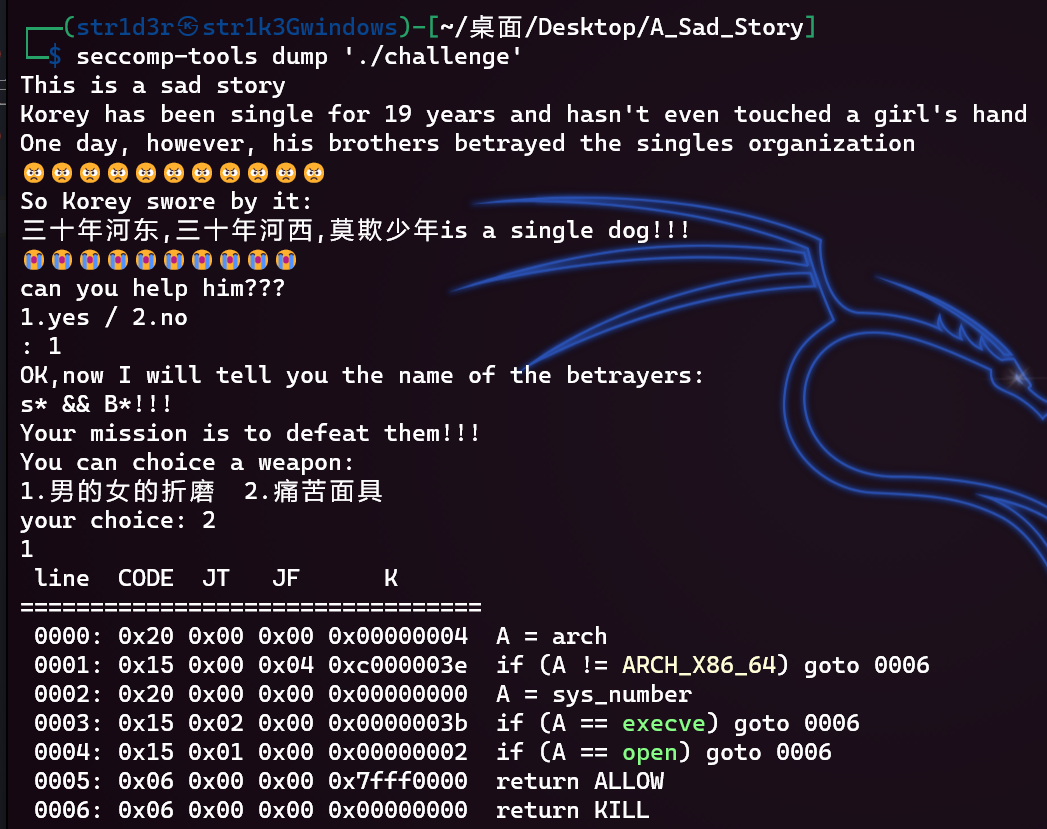 ┌──(str1d3r㉿str1k3Gwindows)-[~/桌面/Desktop/A_Sad_Story]
└─$ seccomp-tools dump './challenge'
This is a sad story
Korey has been single for 19 years and hasn't even touched a girl's hand
One day, however, his brothers betrayed the singles organization
😡😡😡😡😡😡😡😡😡😡😡
So Korey swore by it:
三十年河东,三十年河西,莫欺少年is a single dog!!!
😭😭😭😭😭😭😭😭😭😭
can you help him???
1.yes / 2.no
: 1
OK,now I will tell you the name of the betrayers:
s* && B*!!!
Your mission is to defeat them!!!
You can choice a weapon:
1.男的女的折磨  2.痛苦面具
your choice: 2
1
 line  CODE  JT   JF      K
=================================
 0000: 0x20 0x00 0x00 0x00000004  A = arch
 0001: 0x15 0x00 0x04 0xc000003e  if (A != ARCH_X86_64) goto 0006
 0002: 0x20 0x00 0x00 0x00000000  A = sys_number
 0003: 0x15 0x02 0x00 0x0000003b  if (A == execve) goto 0006
 0004: 0x15 0x01 0x00 0x00000002  if (A == open) goto 0006
 0005: 0x06 0x00 0x00 0x7fff0000  return ALLOW
 0006: 0x06 0x00 0x00 0x00000000  return KILL